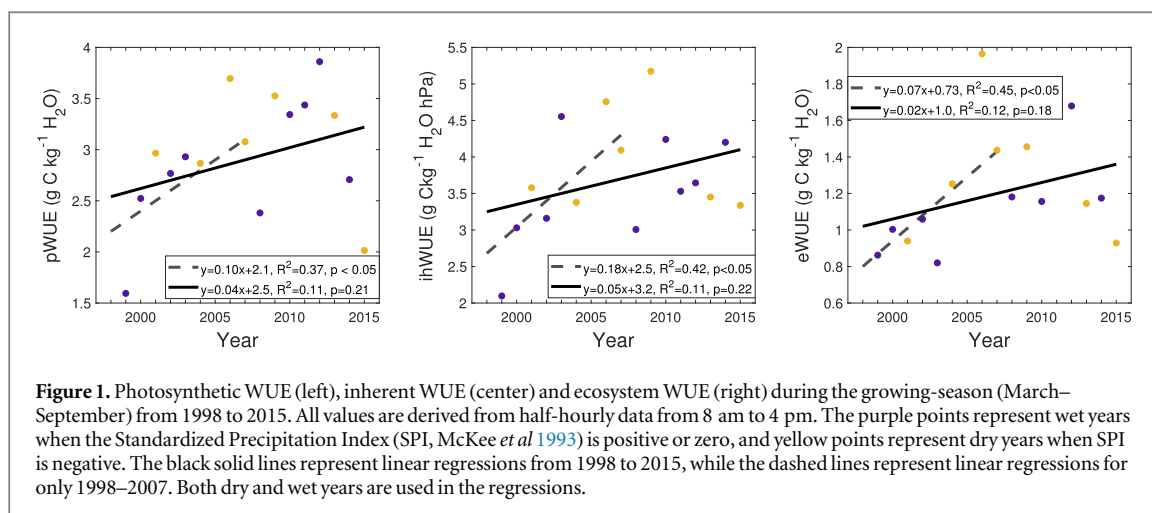 4
3.5
3
2.5
2
1.5
pWUE (g C kg⁻¹ H₂O)
y=0.10x+2.1, R²=0.37, p < 0.05
y=0.04x+2.5, R²=0.11, p=0.21
2000 2005 2010 2015
Year
5.5
5
4.5
4
3.5
3
2.5
2
ihWUE (g Ckg⁻¹ H₂O hPa)
y=0.18x+2.5, R²=0.42, p<0.05
y=0.05x+3.2, R²=0.11, p=0.22
2000 2005 2010 2015
Year
2
1.8
1.6
1.4
1.2
1
0.8
0.6
eWUE (g C kg⁻¹ H₂O)
y=0.07x+0.73, R²=0.45, p<0.05
y=0.02x+1.0, R²=0.12, p=0.18
2000 2005 2010 2015
Year
Figure 1. Photosynthetic WUE (left), inherent WUE (center) and ecosystem WUE (right) during the growing-season (March–
September) from 1998 to 2015. All values are derived from half-hourly data from 8 am to 4 pm. The purple points represent wet years
when the Standardized Precipitation Index (SPI, McKee et al 1993) is positive or zero, and yellow points represent dry years when SPI
is negative. The black solid lines represent linear regressions from 1998 to 2015, while the dashed lines represent linear regressions for
only 1998–2007. Both dry and wet years are used in the regressions.